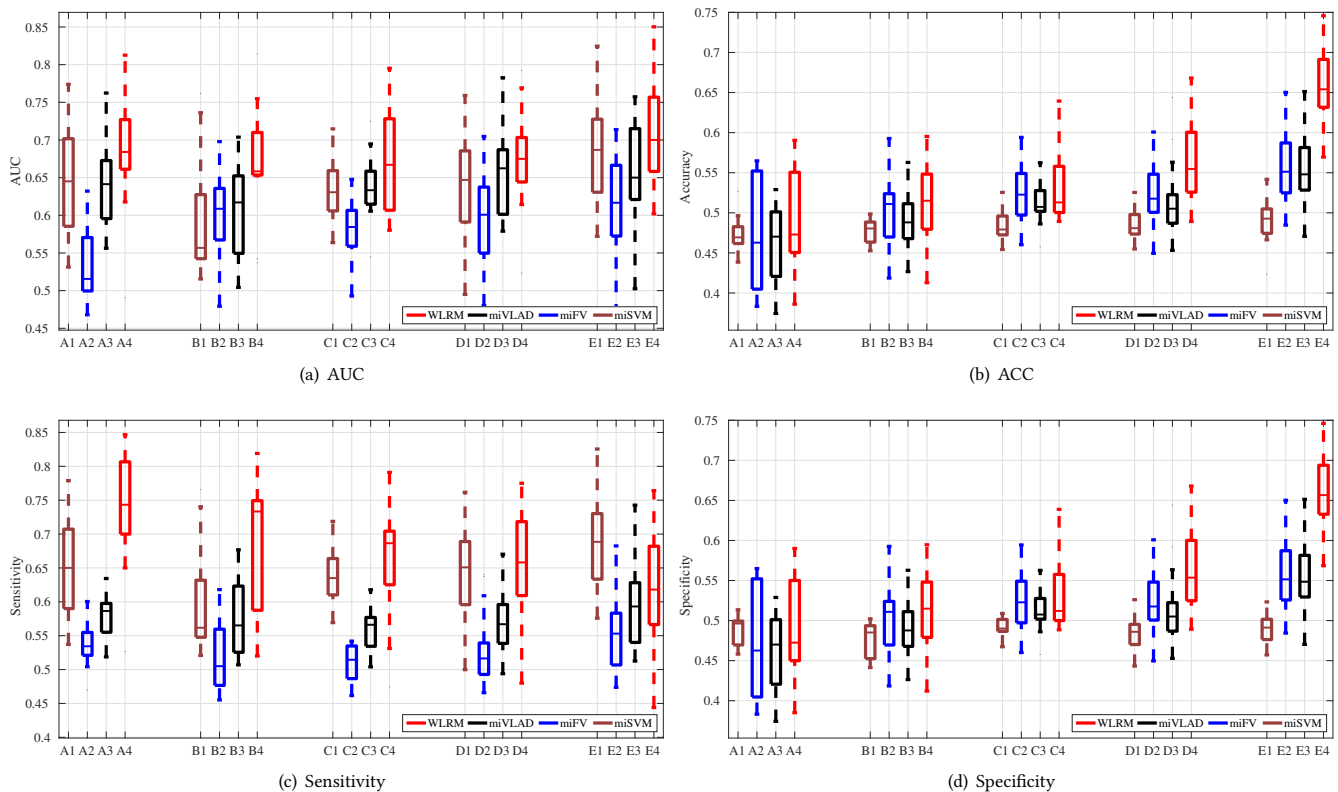 0.85
0.8
0.75
0.7
0.65
0.6
0.55
0.5
0.45
AUC
WLRM miVLAD miFV miSVM
A1 A2 A3 A4 B1 B2 B3 B4 C1 C2 C3 C4 D1 D2 D3 D4 E1 E2 E3 E4
(a) AUC
0.75
0.7
0.65
0.6
0.55
0.5
0.45
0.4
Accuracy
WLRM miVLAD miFV miSVM
A1 A2 A3 A4 B1 B2 B3 B4 C1 C2 C3 C4 D1 D2 D3 D4 E1 E2 E3 E4
(b) ACC
0.85
0.8
0.75
0.7
0.65
0.6
0.55
0.5
0.45
0.4
Sensitivity
WLRM miVLAD miFV miSVM
A1 A2 A3 A4 B1 B2 B3 B4 C1 C2 C3 C4 D1 D2 D3 D4 E1 E2 E3 E4
(c) Sensitivity
0.75
0.7
0.65
0.6
0.55
0.5
0.45
0.4
Specificity
WLRM miVLAD miFV miSVM
A1 A2 A3 A4 B1 B2 B3 B4 C1 C2 C3 C4 D1 D2 D3 D4 E1 E2 E3 E4
(d) Specificity